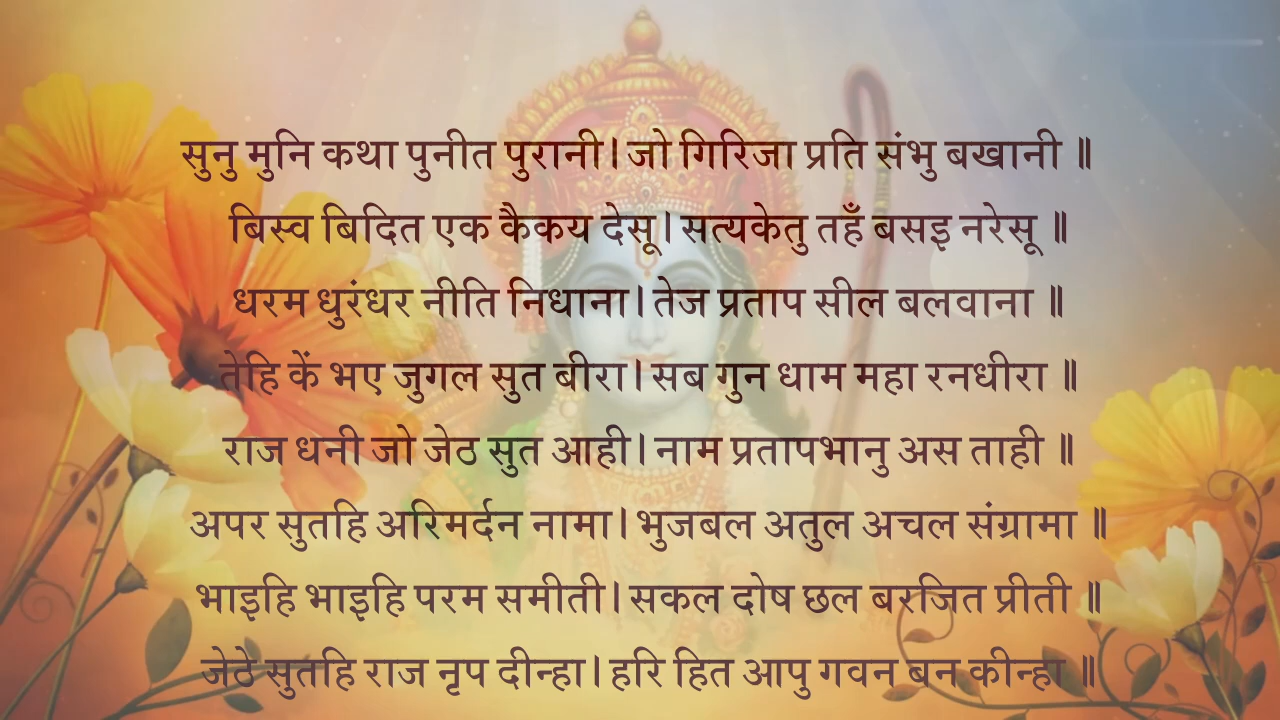 सुनु मुनि कथा पुनीत पुरानी। जो गिरिजा प्रति संभु बखानी ॥
बिस्व बिदित एक कैकय देसू। सत्यकेतु तहँ बसइ नरेसू ॥
धरम धुरंधर नीति निधाना। तेज प्रताप सील बलवाना ॥
तेहि कें भए जुगल सुत बीरा। सब गुन धाम महा रनधीरा ॥
राज धनी जो जेठ सुत आही। नाम प्रतापभानु अस ताही ॥
अपर सुतहि अरिमर्दन नामा। भुजबल अतुल अचल संग्रामा ॥
भाइहि भाइहि परम समीती। सकल दोष छल बरजित प्रीती ॥
जेठे सुतहि राज नृप दीन्हा। हरि हित आपु गवन बन कीन्हा ॥